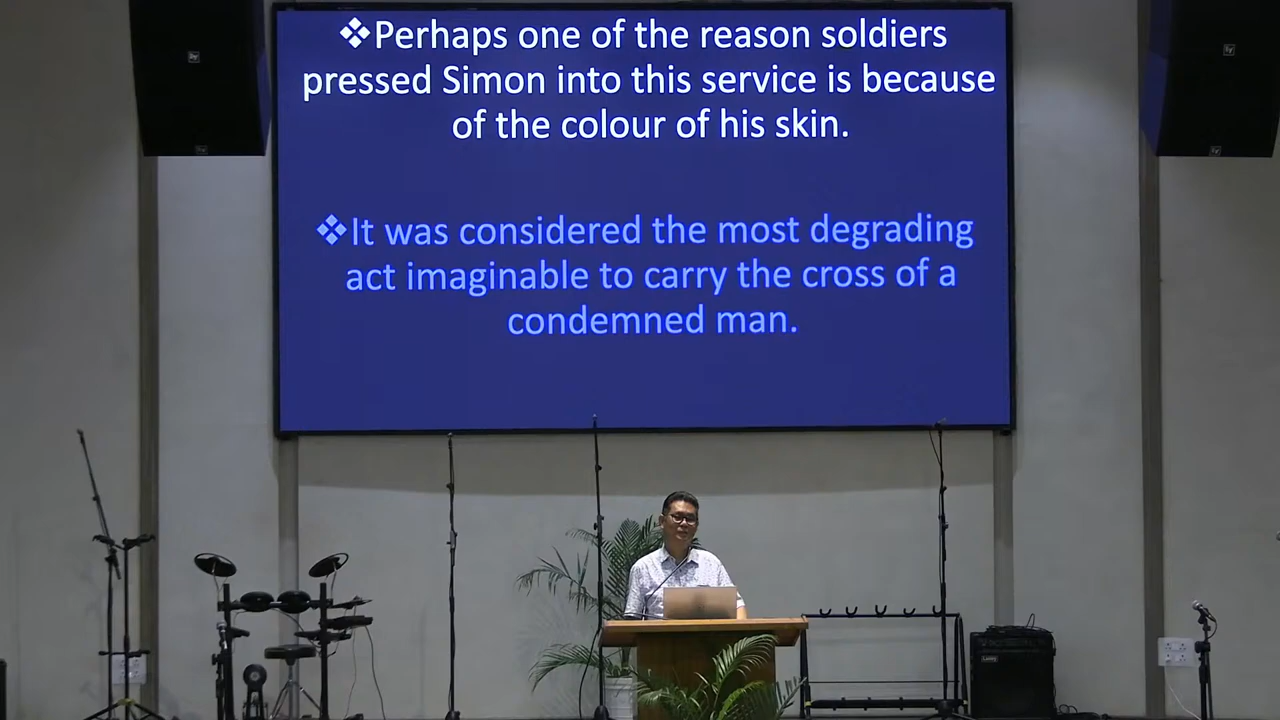 ❖Perhaps one of the reason soldiers
pressed Simon into this service is because
of the colour of his skin.
❖It was considered the most degrading
act imaginable to carry the cross of a
condemned man.
Laney